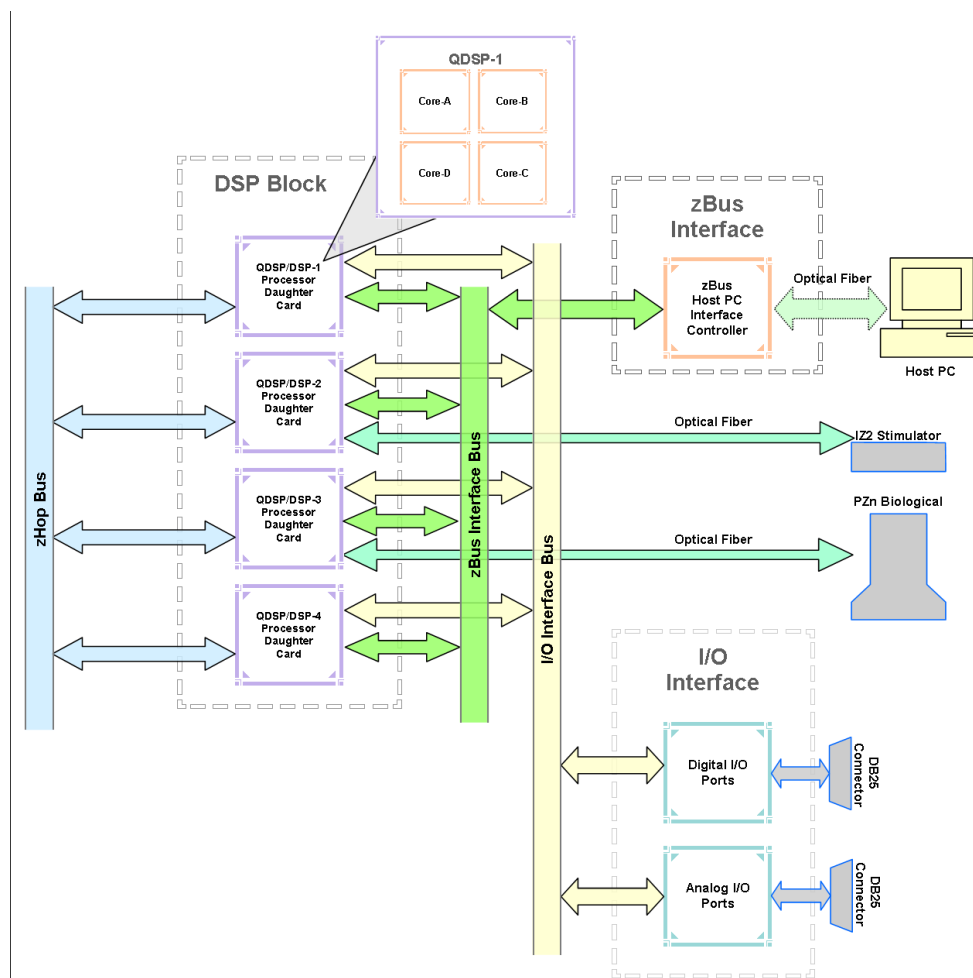 QDSP-1
Core-A
Core-B
Core-D
Core-C
DSP Block
zBus
Interface
QDSP/DSP-1
Processor
Daughter
Card
zBus
Host PC
Interface
Controller
Optical Fiber
Host PC
QDSP/DSP-2
Processor
Daughter
Card
Optical Fiber
IZ2 Stimulator
QDSP/DSP-3
Processor
Daughter
Card
Optical Fiber
PZn Biological
QDSP/DSP-4
Processor
Daughter
Card
zHop Bus
zBus Interface Bus
I/O Interface Bus
I/O
Interface
Digital I/O
Ports
DB25
Connector
Analog I/O
Ports
DB25
Connector